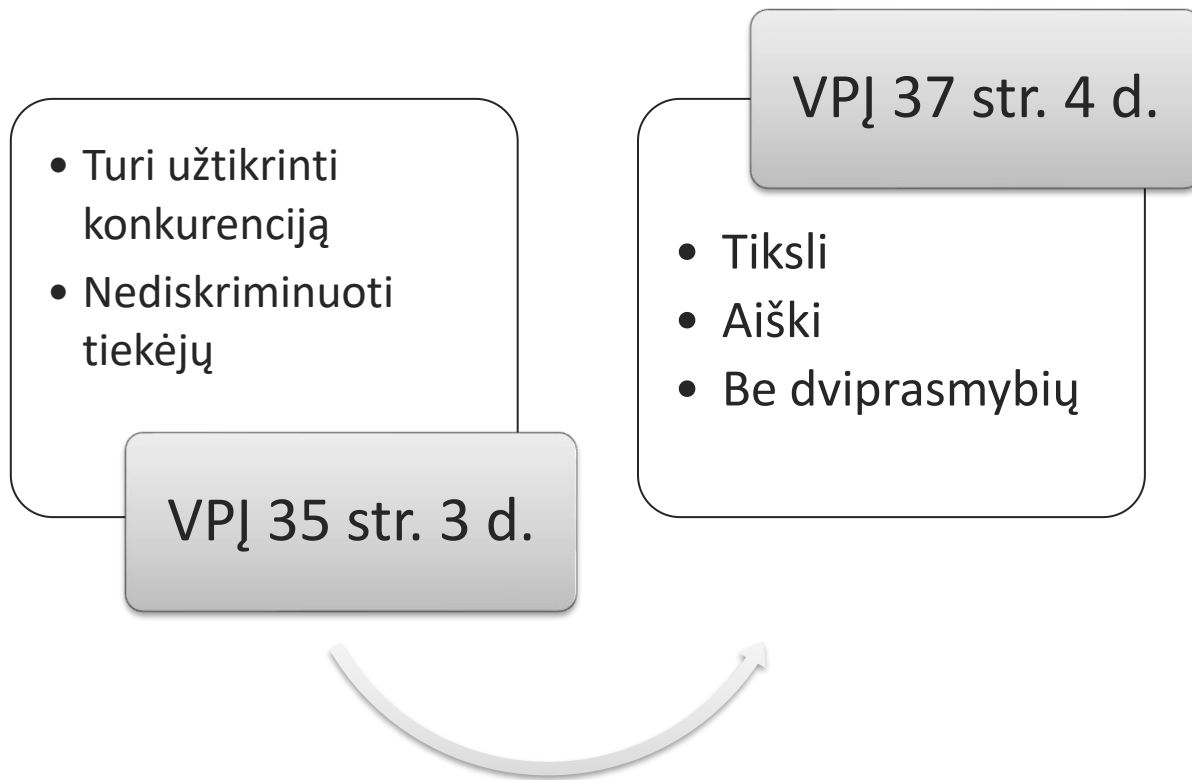 • Turi užtikrinti
konkurenciją
• Nediskriminuoti
tiekėjų
VPĮ 35 str. 3 d.
VPĮ 37 str. 4 d.
• Tiksli
• Aiški
• Be dviprasmybių